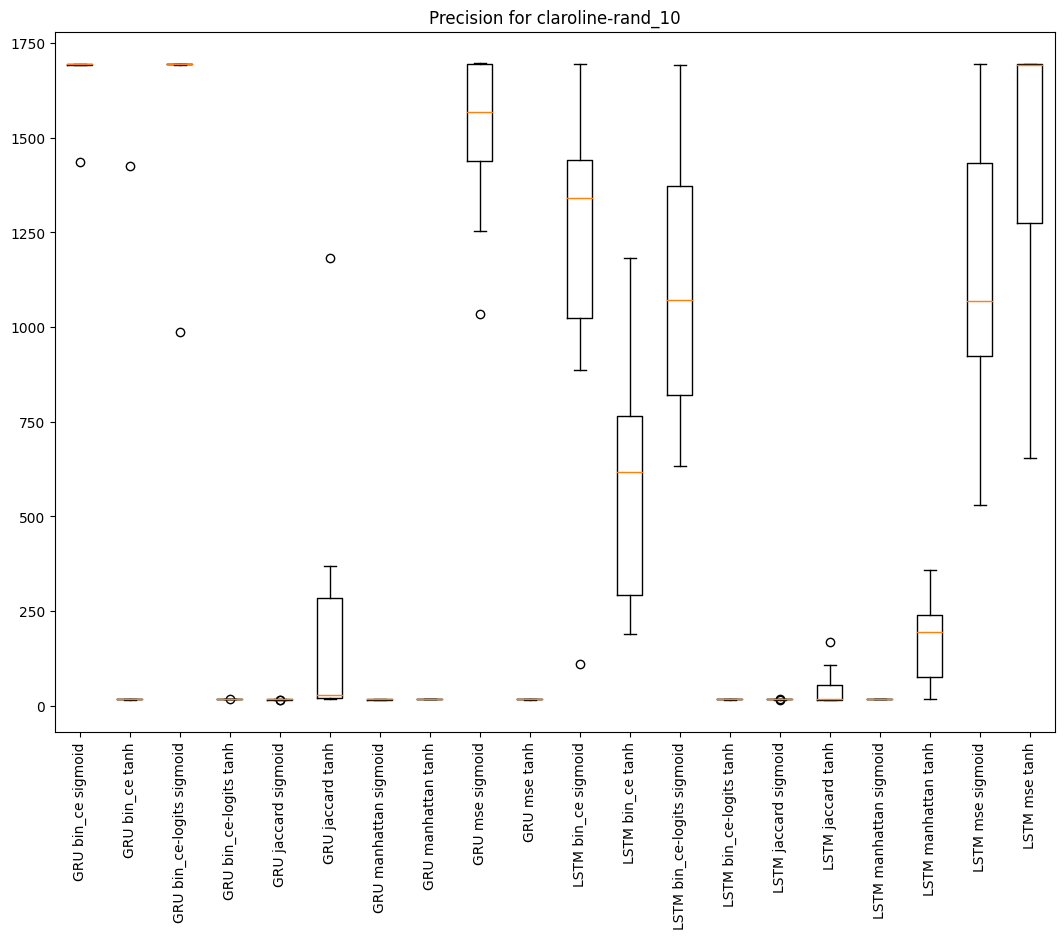 Precision for claroline-rand_10
1750
1500
1250
1000
750
500
250
0
GRU bin_ce sigmoid
GRU bin_ce tanh
GRU bin_ce-logits sigmoid
GRU bin_ce-logits tanh
GRU jaccard sigmoid
GRU jaccard tanh
GRU manhattan sigmoid
GRU manhattan tanh
GRU mse sigmoid
GRU mse tanh
LSTM bin_ce sigmoid
LSTM bin_ce tanh
LSTM bin_ce-logits sigmoid
LSTM bin_ce-logits tanh
LSTM jaccard sigmoid
LSTM jaccard tanh
LSTM manhattan sigmoid
LSTM manhattan tanh
LSTM mse sigmoid
LSTM mse tanh